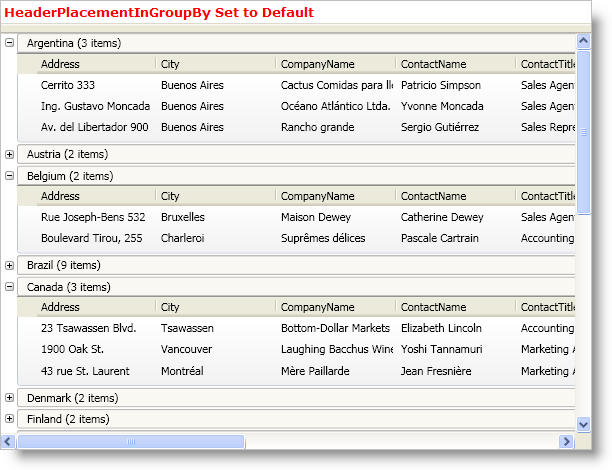 HeaderPlacementInGroupBy Set to Default
Argentina (3 items)
Address City CompanyName ContactName ContactTitl
Cerrito 333 Buenos Aires Cactus Comidas para ll Patricio Simpson Sales Agen
Ing. Gustavo Moncada Buenos Aires Océano Atlántico Ltda. Yvonne Moncada Sales Agen
Av. del Libertador 900 Buenos Aires Rancho grande Sergio Gutiérrez Sales Repre
Austria (2 items)
Belgium (2 items)
Address City CompanyName ContactName ContactTitl
Rue Joseph-Bens 532 Bruxelles Maison Dewey Catherine Dewey Sales Agen
Boulevard Tirou, 255 Charleroi Suprêmes délices Pascale Cartrain Accounting
Brazil (9 items)
Canada (3 items)
Address City CompanyName ContactName ContactTitl
23 Tsawassen Blvd. Tsawassen Bottom-Dollar Markets Elizabeth Lincoln Accounting
1900 Oak St. Vancouver Laughing Bacchus Wine Yoshi Tannamuri Marketing A
43 rue St. Laurent Montréal Mère Paillarde Jean Fresnière Marketing A
Denmark (2 items)
Finland (2 items)